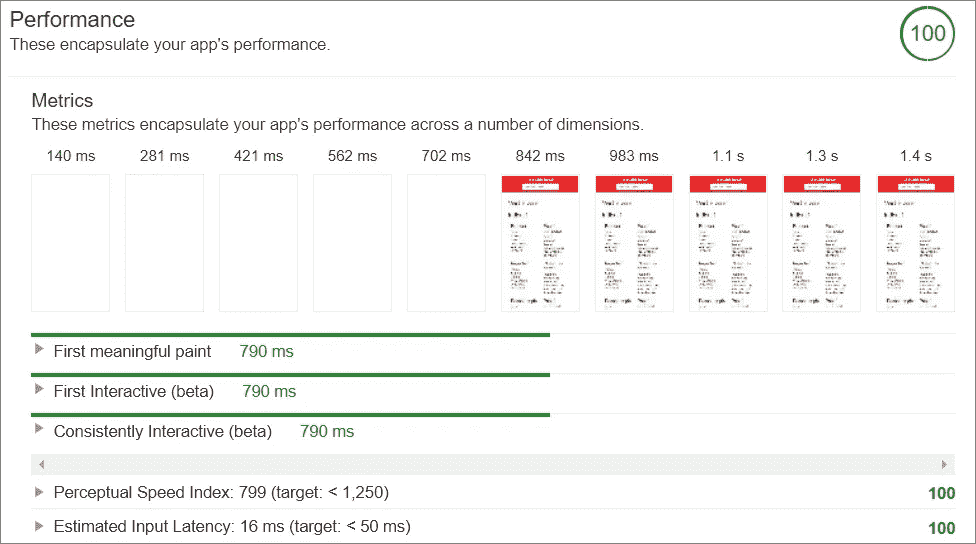 Performance
100
These encapsulate your app's performance.
Metrics
These metrics encapsulate your app's performance across a number of dimensions.
140 ms 281 ms 421 ms 562 ms 702 ms 842 ms 983 ms 1.1 s 1.3 s 1.4 s
First meaningful paint 790 ms
First Interactive (beta) 790 ms
Consistently Interactive (beta) 790 ms
Perceptual Speed Index: 799 (target: < 1,250) 100
Estimated Input Latency: 16 ms (target: < 50 ms) 100